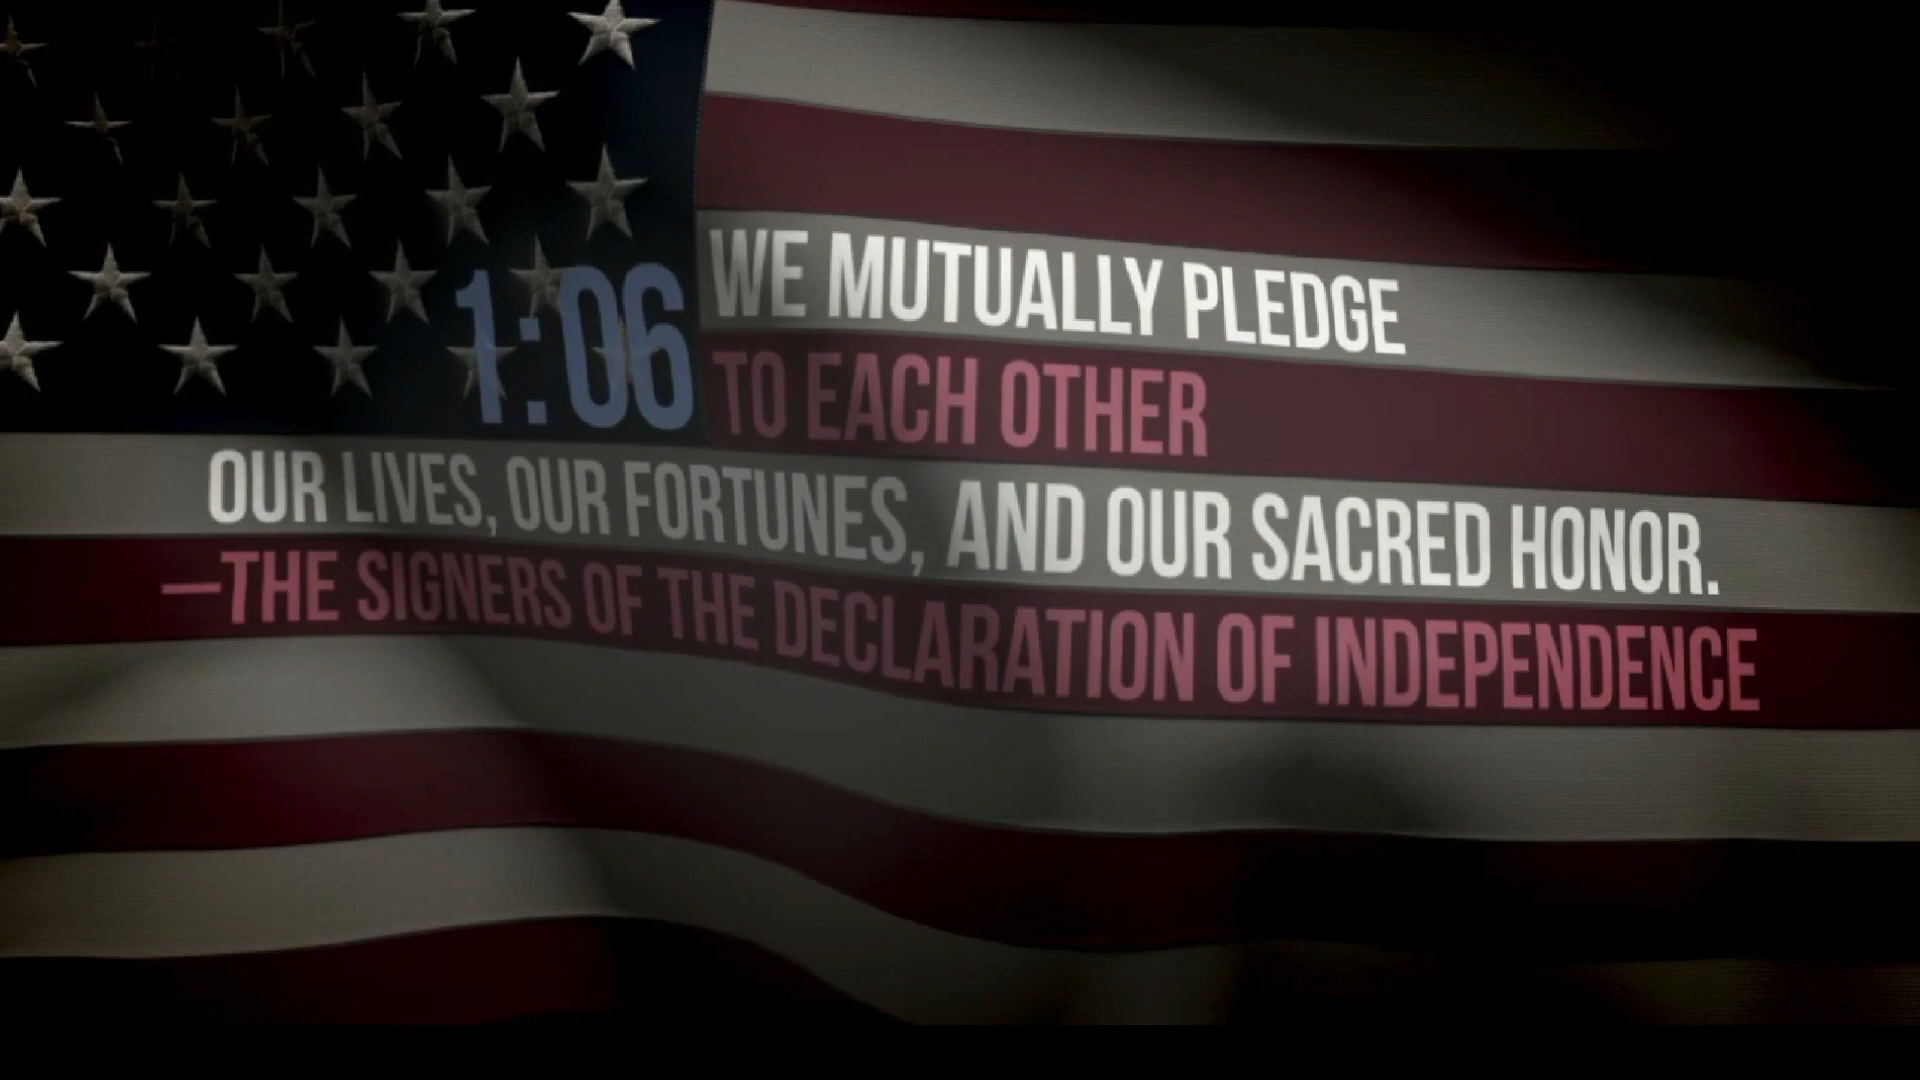 1:06
WE MUTUALLY PLEDGE
TO EACH OTHER
OUR LIVES, OUR FORTUNES, AND OUR SACRED HONOR.
—THE SIGNERS OF THE DECLARATION OF INDEPENDENCE